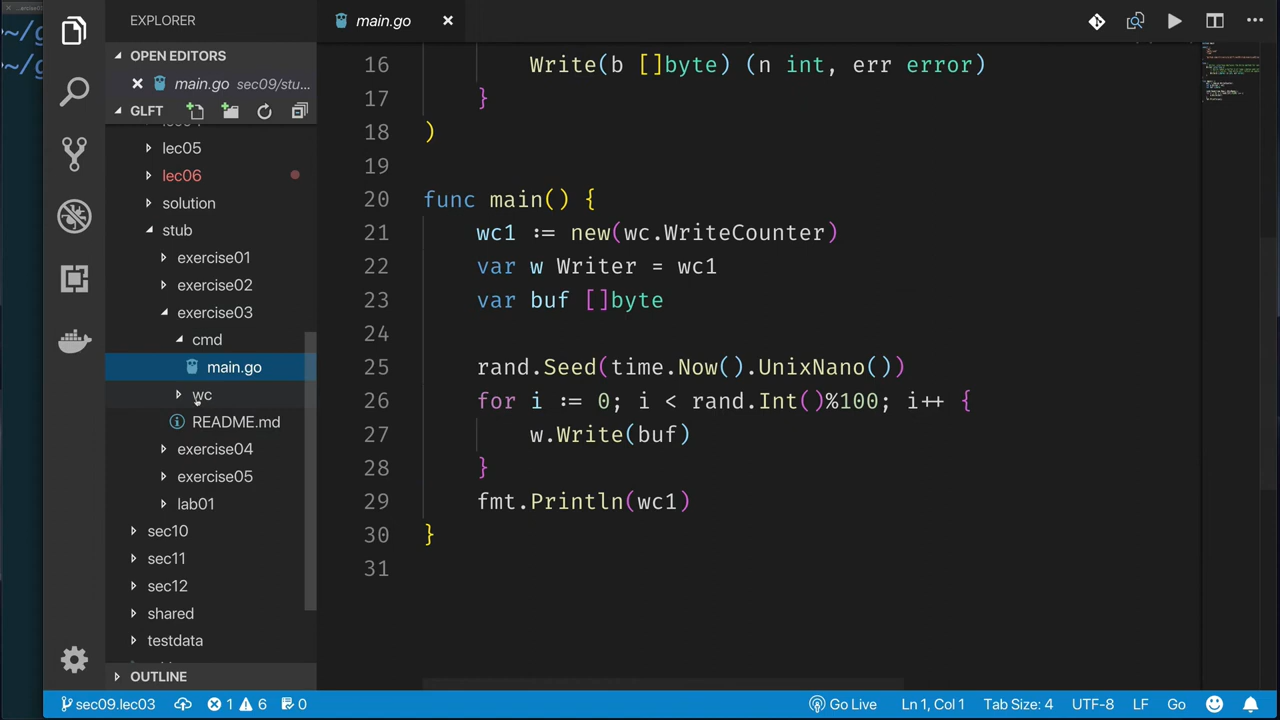 ~/g
~/g
EXPLORER
OPEN EDITORS
main.go sec09/stu...
GLFT
lec05
lec06
solution
stub
exercise01
exercise02
exercise03
cmd
main.go
wc
README.md
exercise04
exercise05
lab01
sec10
sec11
sec12
shared
testdata
OUTLINE
main.go
16 Write(b []byte) (n int, err error)
17 }
18 )
19
20 func main() {
21 wc1 := new(wc.WriteCounter)
22 var w Writer = wc1
23 var buf []byte
24
25 rand.Seed(time.Now().UnixNano())
26 for i := 0; i < rand.Int()%100; i++ {
27 w.Write(buf)
28 }
29 fmt.Println(wc1)
30 }
31
sec09.lec03 1 6 0 Go Live Ln 1, Col 1 Tab Size: 4 UTF-8 LF Go